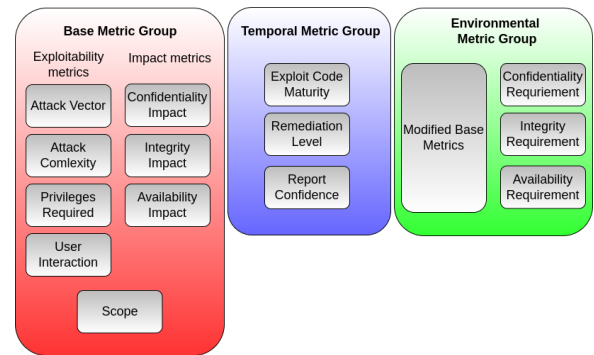 Base Metric Group
Exploitability
metrics
Impact metrics
Attack Vector
Attack
Comlexity
Privileges
Required
User
Interaction
Confidentiality
Impact
Integrity
Impact
Availability
Impact
Scope
Temporal Metric Group
Exploit Code
Maturity
Remediation
Level
Report
Confidence
Environmental
Metric Group
Modified Base
Metrics
Confidentiality
Requriement
Integrity
Requirement
Availability
Requirement